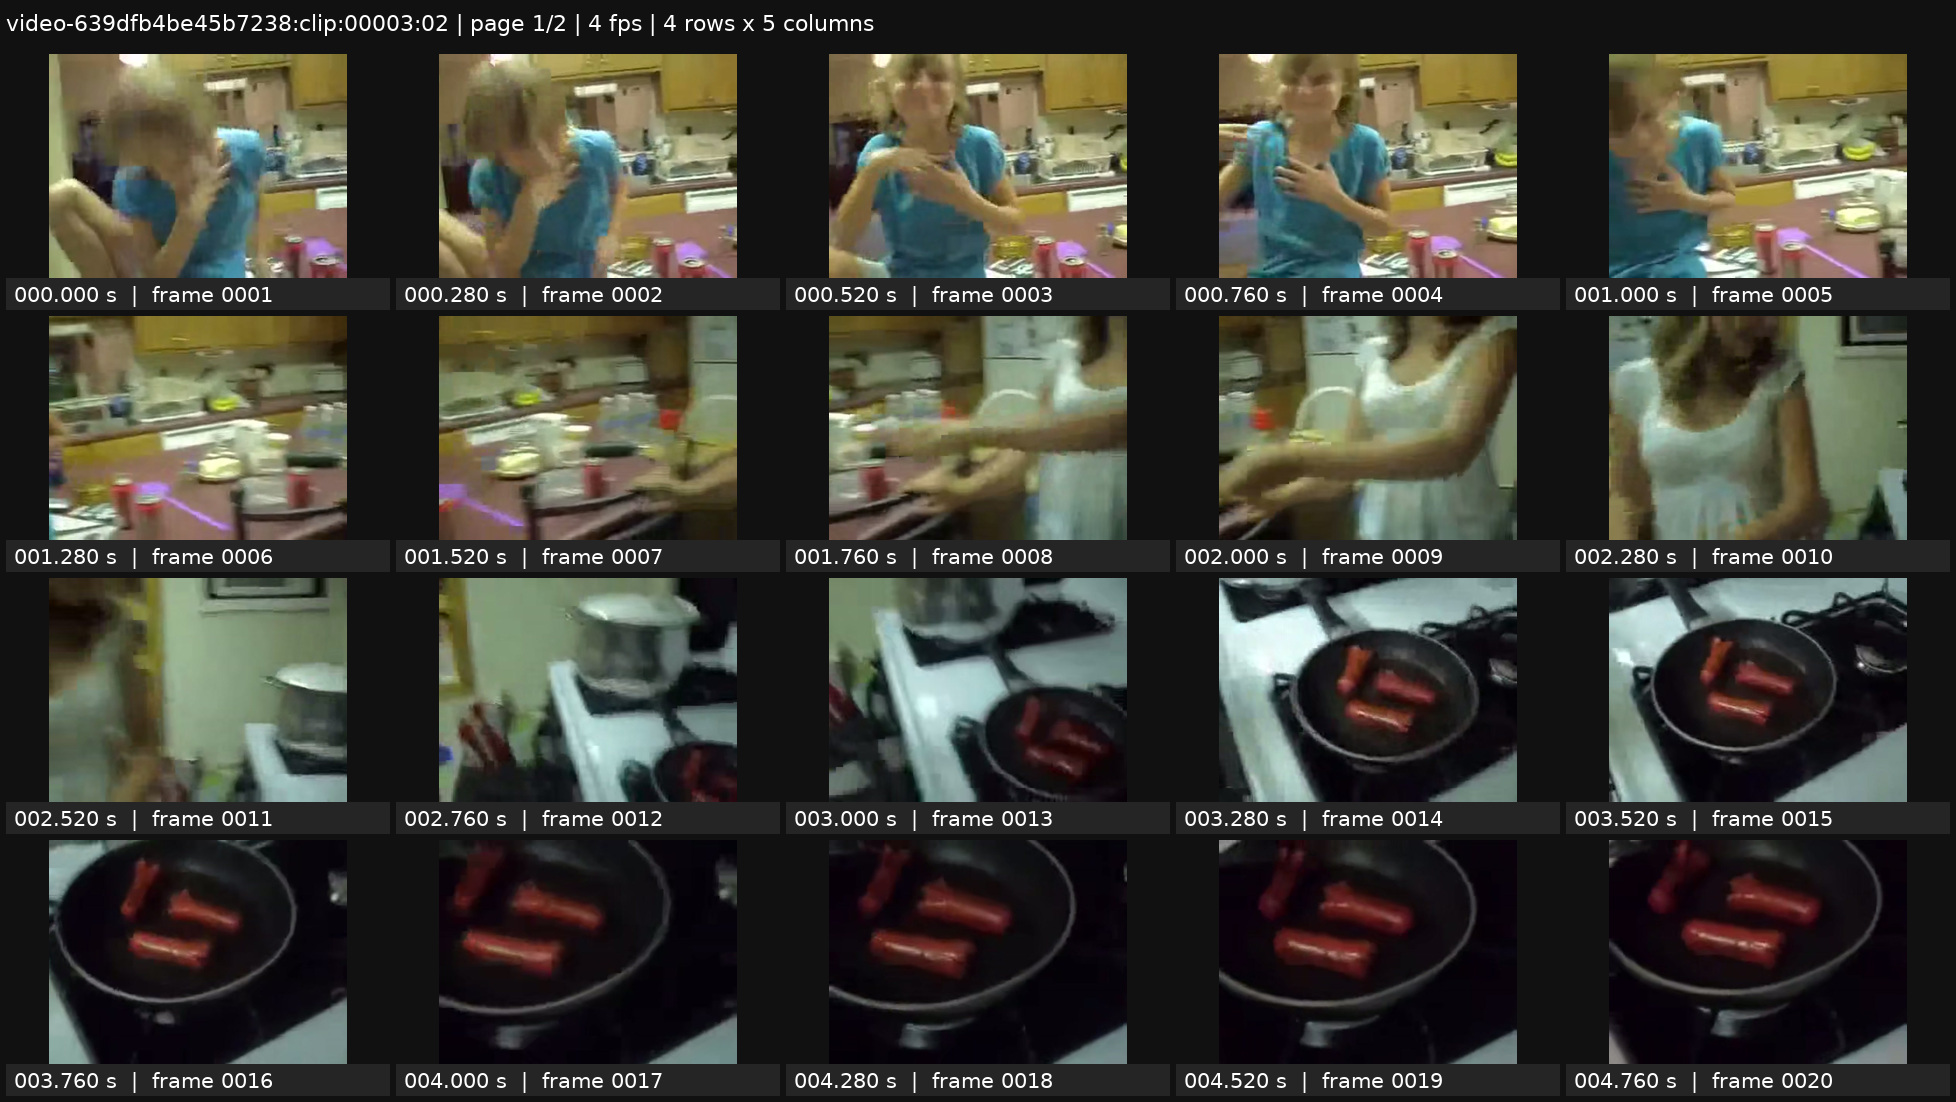 video-639dfb4be45b7238:clip:00003:02 | page 1/2 | 4 fps | 4 rows x 5 columns
000.000 s | frame 0001
000.280 s | frame 0002
000.520 s | frame 0003
000.760 s | frame 0004
001.000 s | frame 0005
001.280 s | frame 0006
001.520 s | frame 0007
001.760 s | frame 0008
002.000 s | frame 0009
002.280 s | frame 0010
002.520 s | frame 0011
002.760 s | frame 0012
003.000 s | frame 0013
003.280 s | frame 0014
003.520 s | frame 0015
003.760 s | frame 0016
004.000 s | frame 0017
004.280 s | frame 0018
004.520 s | frame 0019
004.760 s | frame 0020